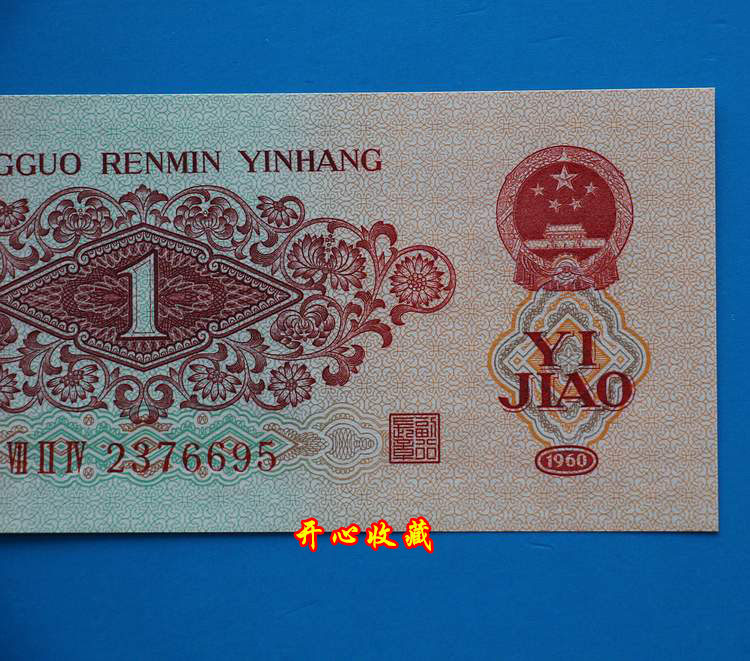 GGUO RENMIN YINHANG
1
YI
JIAO
VIII II IV 2376695
1960
开心收藏